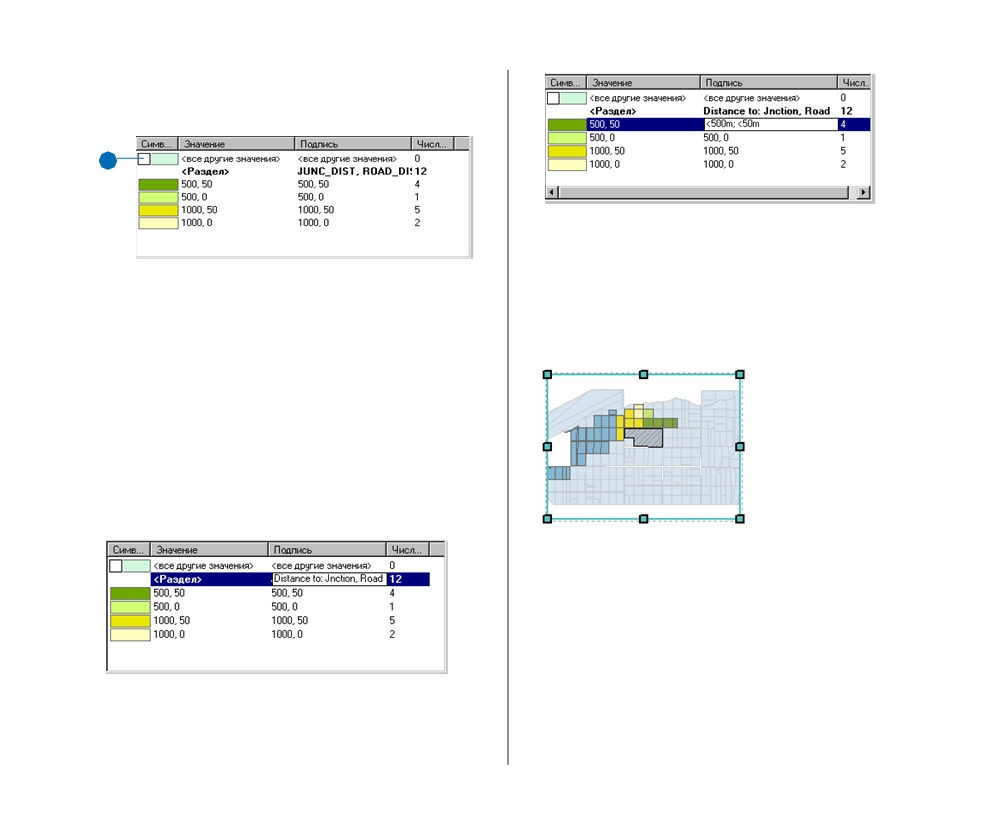 Симв... Значение Подпись Числ...
<все другие значения> <все другие значения> 0
<Раздел> JUNC_DIST, ROAD_DIS 12
500, 50 500, 50 4
500, 0 500, 0 1
1000, 50 1000, 50 5
1000, 0 1000, 0 2
Симв... Значение Подпись Числ...
<все другие значения> <все другие значения> 0
<Раздел> Distance to: Jnction, Road 12
500, 50 500, 50 4
500, 0 500, 0 1
1000, 50 1000, 50 5
1000, 0 1000, 0 2
Симв... Значение Подпись Числ..
<все другие значения> <все другие значения> 0
<Раздел> Distance to: Jnction, Road 12
500, 50 <500m; <50m 4
500, 0 500, 0 1
1000, 50 1000, 50 5
1000, 0 1000, 0 2